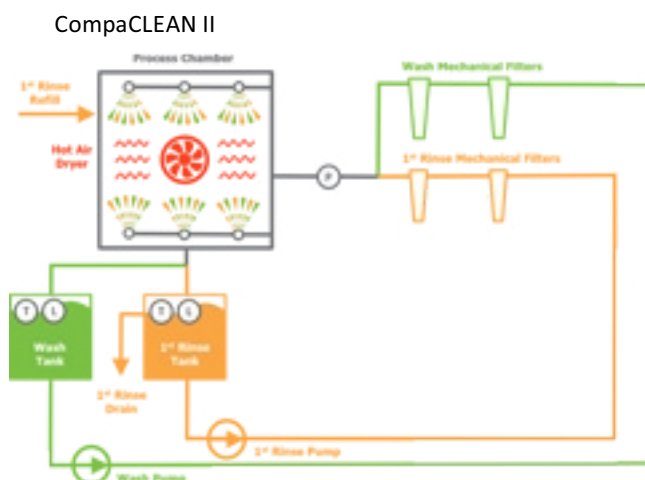 CompaCLEAN II
Process Chamber
1st Rinse
Refill
Hot Air
Dryer
Wash Mechanical Filters
P
1st Rinse Mechanical Filters
T
L
T
L
Wash
Tank
1st Rinse
Tank
1st Rinse
Drain
1st Rinse Pump
Wash Pump